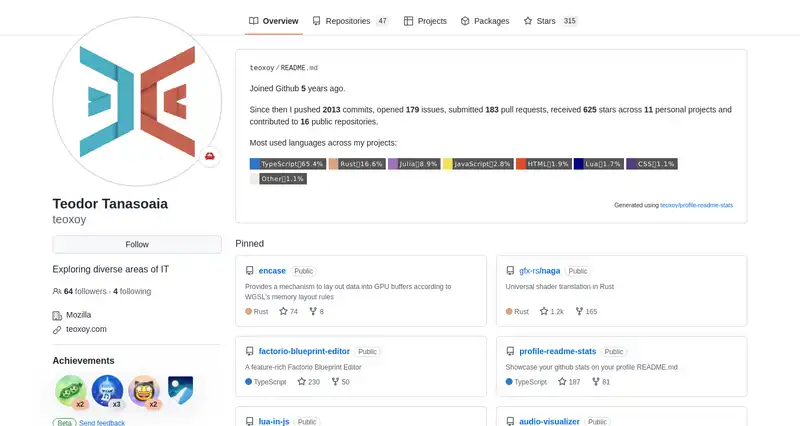 Overview
Repositories 47
Projects
Packages
Stars 315
teoxoy / README.md
Joined Github 5 years ago.
Since then I pushed 2013 commits, opened 179 issues, submitted 183 pull requests, received 625 stars across 11 personal projects and
contributed to 16 public repositories.
Most used languages across my projects:
TypeScript 65.4% Rust 16.6% Julia 8.9% JavaScript 2.8% HTML 1.9% Lua 1.7% CSS 1.1%
Other 1.1%
Generated using teoxoy/profile-readme-stats
Teodor Tanasoaia
teoxoy
Follow
Exploring diverse areas of IT
64 followers · 4 following
Mozilla
teoxoy.com
Achievements
x2 x3 x2
Beta Send feedback
Pinned
encase Public
Provides a mechanism to lay out data into GPU buffers according to
WGSL's memory layout rules
Rust 74 8
gfx-rs/naga Public
Universal shader translation in Rust
Rust 1.2k 165
factorio-blueprint-editor Public
A feature-rich Factorio Blueprint Editor
TypeScript 230 50
profile-readme-stats Public
Showcase your github stats on your profile README.md
TypeScript 187 81
lua-in-js Public
audio-visualizer Public